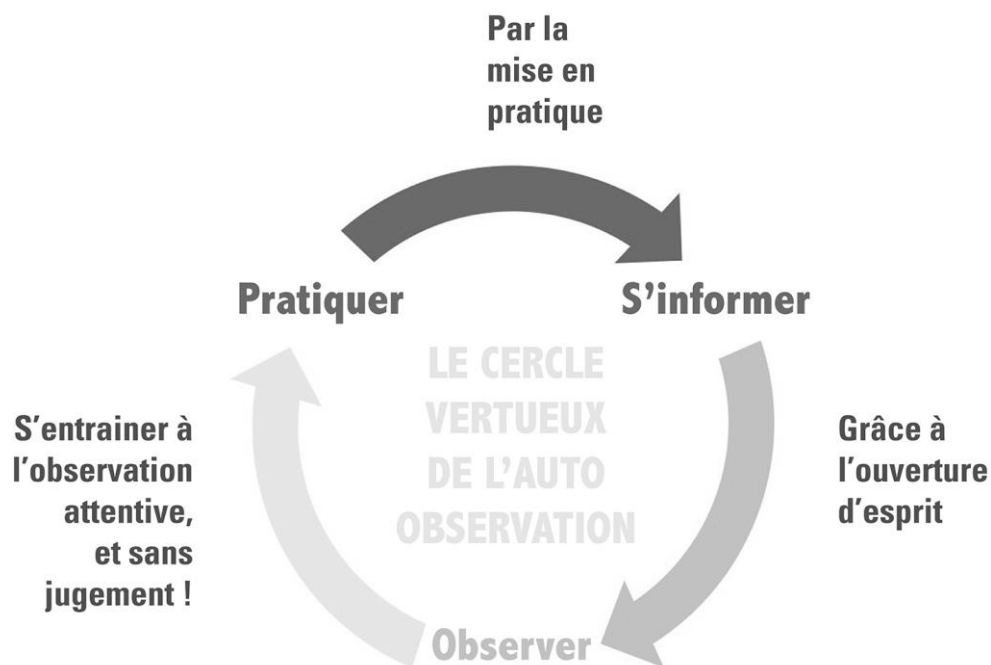 Par la
mise en
pratique
Pratiquer
S’informer
LE CERCLE
VERTUEUX
DE L’AUTO
OBSERVATION
S’entrainer à
l’observation
attentive,
et sans
jugement !
Grâce à
l’ouverture
d’esprit
Observer